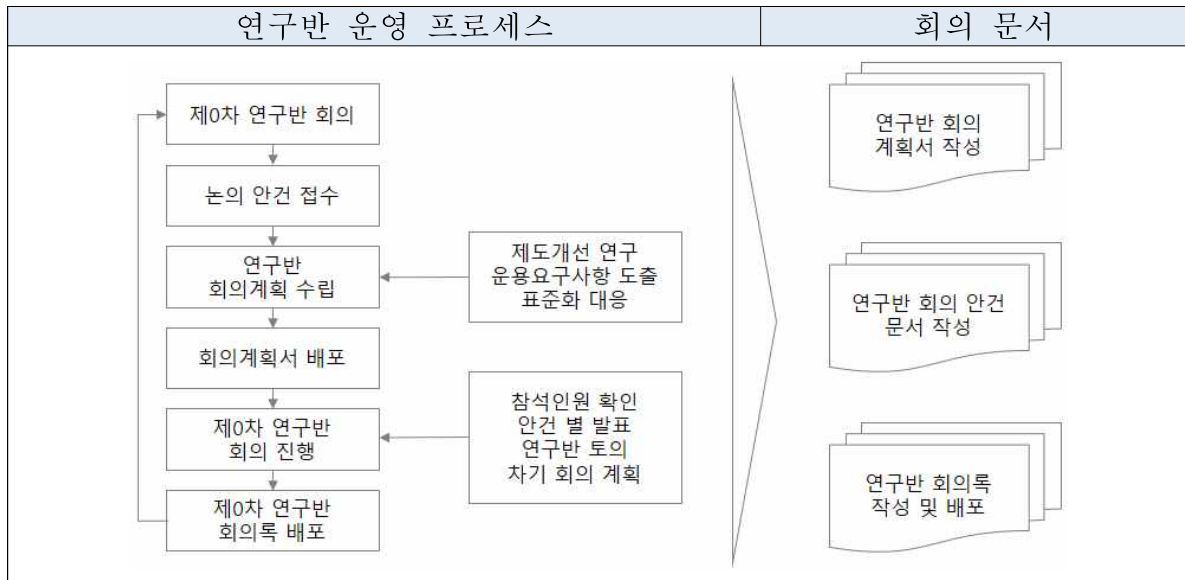 연구반 운영 프로세스
회의 문서
제0차 연구반 회의
논의 안건 접수
연구반
회의계획 수립
제도개선 연구
운용요구사항 도출
표준화 대응
회의계획서 배포
제0차 연구반
회의 진행
참석인원 확인
안건 별 발표
연구반 토의
차기 회의 계획
제0차 연구반
회의록 배포
연구반 회의
계획서 작성
연구반 회의 안건
문서 작성
연구반 회의록
작성 및 배포